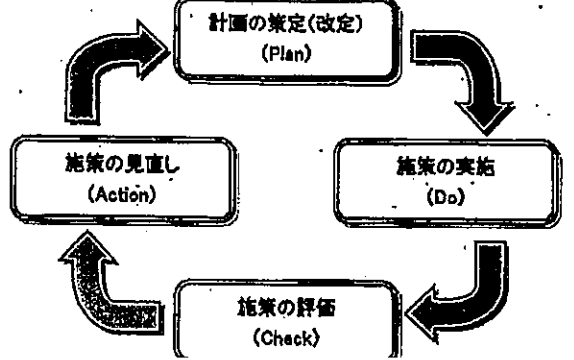 計画の策定(改定)
(Plan)
施策の実施
(Do)
施策の評価
(Check)
施策の見直し
(Action)